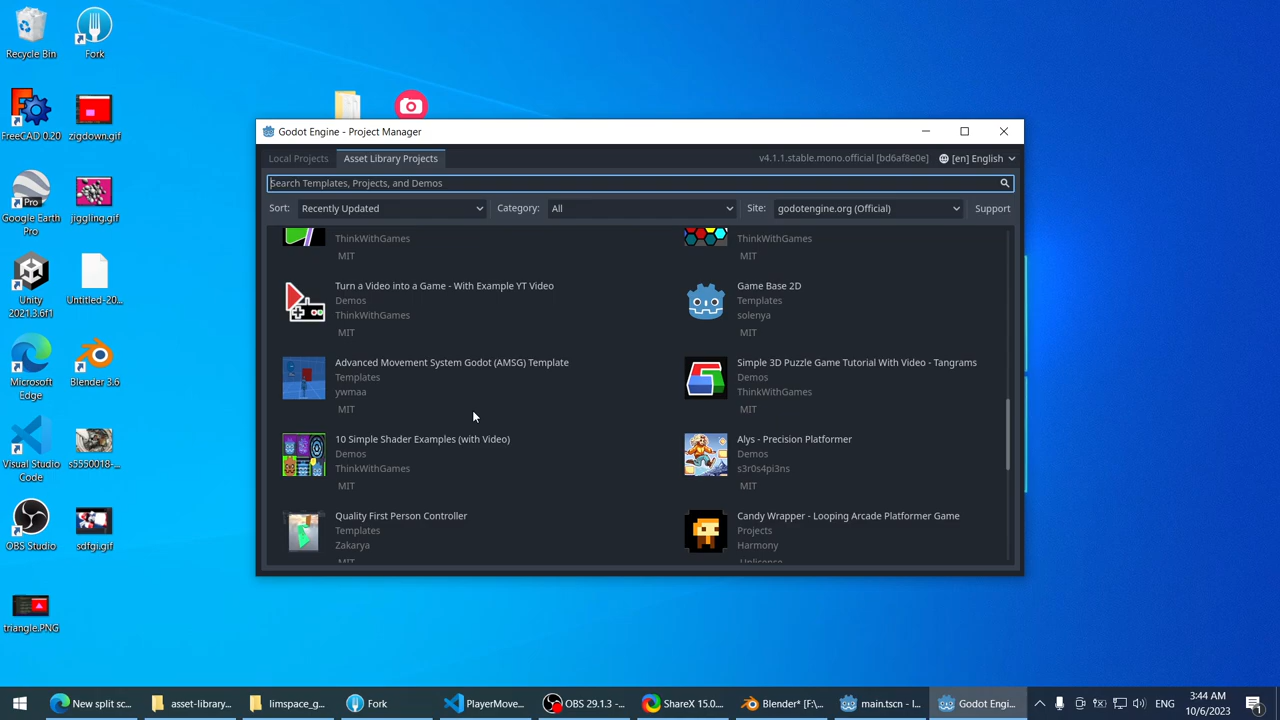 Recycle Bin
Fork
FreeCAD 0.20
zigdown.gif
Google Earth
Pro
jiggling.gif
Unity
2021.3.6f1
Untitled-20...
Microsoft
Edge
Blender 3.6
Visual Studio
Code
s5550018-...
OBS Studio
sdfgi.gif
triangle.PNG
Godot Engine - Project Manager
Local Projects
Asset Library Projects
v4.1.1.stable.mono.official [bd6af8e0e]
[en] English
Search Templates, Projects, and Demos
Sort:
Recently Updated
Category:
All
Site:
godotengine.org (Official)
Support
ThinkWithGames
MIT
ThinkWithGames
MIT
Turn a Video into a Game - With Example YT Video
Demos
ThinkWithGames
MIT
Game Base 2D
Templates
solenya
MIT
Advanced Movement System Godot (AMSG) Template
Templates
ywmaa
MIT
Simple 3D Puzzle Game Tutorial With Video - Tangrams
Demos
ThinkWithGames
MIT
10 Simple Shader Examples (with Video)
Demos
ThinkWithGames
MIT
Alys - Precision Platformer
Demos
s3r0s4pi3ns
MIT
Quality First Person Controller
Templates
Zakarya
MIT
Candy Wrapper - Looping Arcade Platformer Game
Projects
Harmony
Unlicense
New split sc...
asset-library...
limspace_g...
Fork
PlayerMove...
OBS 29.1.3 -...
ShareX 15.0...
Blender* [F:\...
main.tscn - l...
Godot Engi...
ENG
3:44 AM
10/6/2023
1